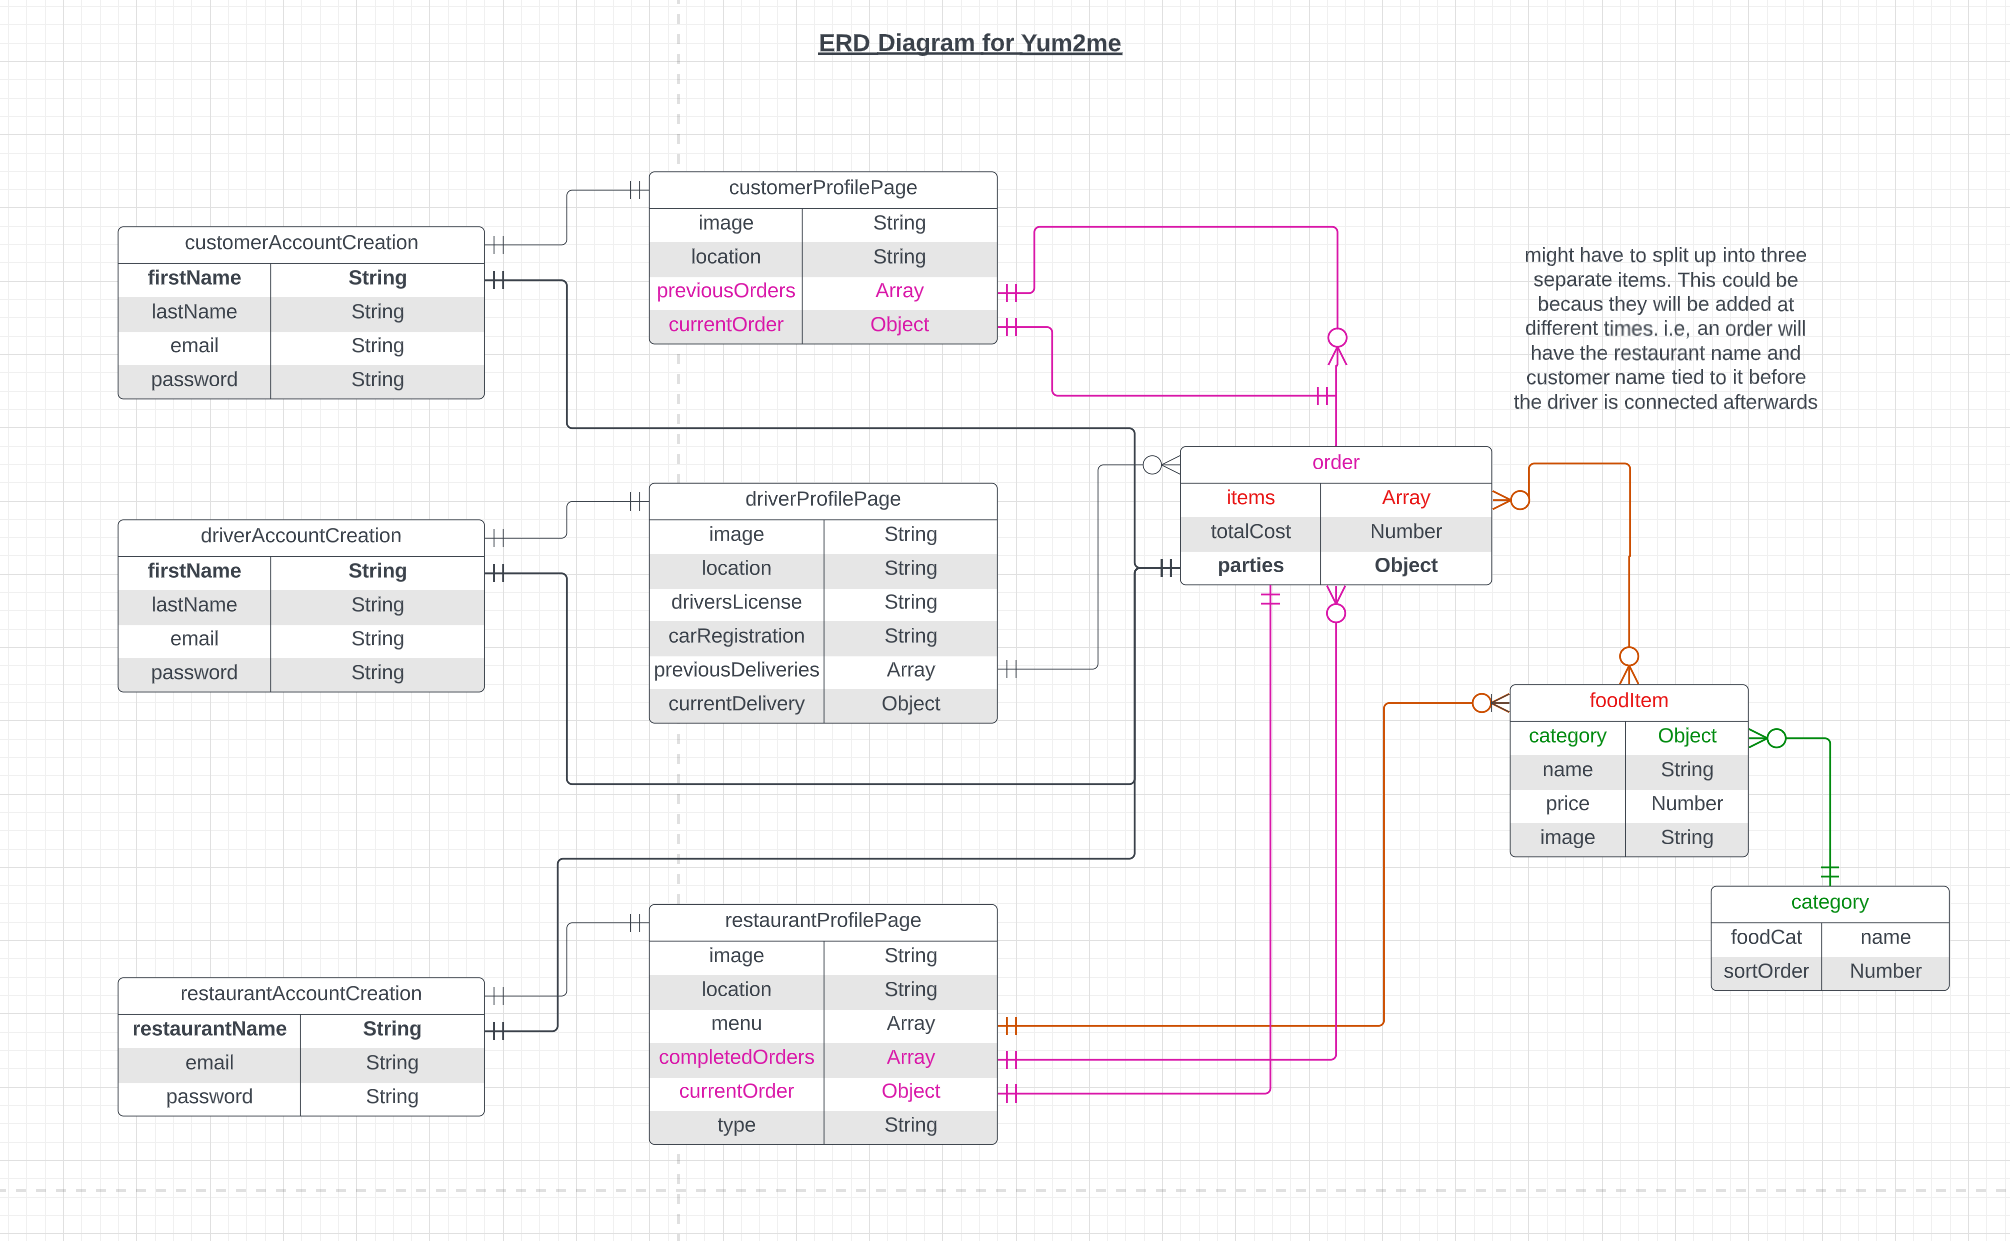 ERD Diagram for Yum2me
customerProfilePage
image String
location String
previousOrders Array
currentOrder Object
customerAccountCreation
firstName String
lastName String
email String
password String
might have to split up into three
separate items. This could be
becaus they will be added at
different times. i.e, an order will
have the restaurant name and
customer name tied to it before
the driver is connected afterwards
order
items Array
totalCost Number
parties Object
driverProfilePage
image String
location String
driversLicense String
carRegistration String
previousDeliveries Array
currentDelivery Object
driverAccountCreation
firstName String
lastName String
email String
password String
foodItem
category Object
name String
price Number
image String
category
foodCat name
sortOrder Number
restaurantProfilePage
image String
location String
menu Array
completedOrders Array
currentOrder Object
type String
restaurantAccountCreation
restaurantName String
email String
password String